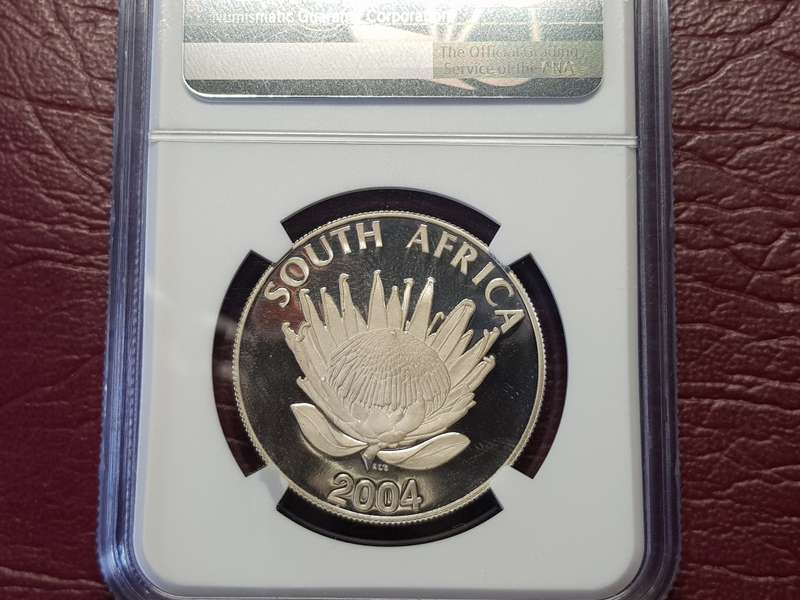 Numismatic Guaranty Corporation
The Official Grading
Service of the ANA
SOUTH AFRICA
2004